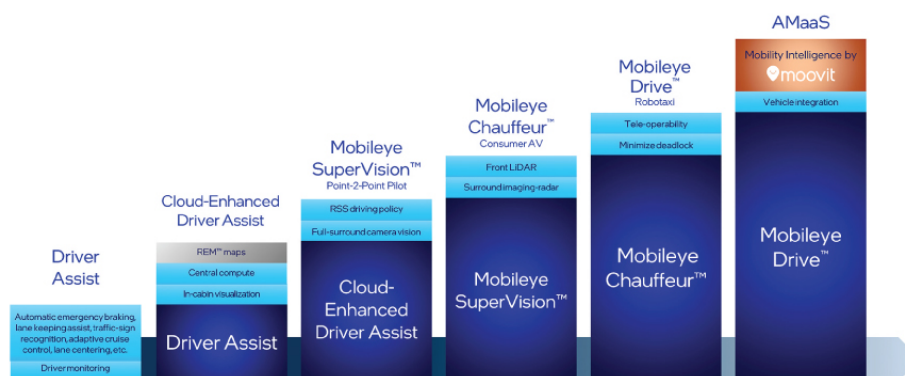 Driver
Assist
Automatic emergency braking,
lane keeping assist, traffic-sign
recognition, adaptive cruise
control, lane centering, etc.
Driver monitoring
Cloud-Enhanced
Driver Assist
REM™ maps
Central compute
In-cabin visualization
Driver Assist
Mobileye
SuperVision™
Point-2-Point Pilot
RSS driving policy
Full-surround camera vision
Cloud-
Enhanced
Driver Assist
Mobileye
Chauffeur™
Consumer AV
Front LiDAR
Surround imaging-radar
Mobileye
SuperVision™
Mobileye
Drive™
Robotaxi
Tele-operability
Minimize deadlock
Mobileye
Chauffeur™
AMaaS
Mobility Intelligence by
moovit
Vehicle integration
Mobileye
Drive™